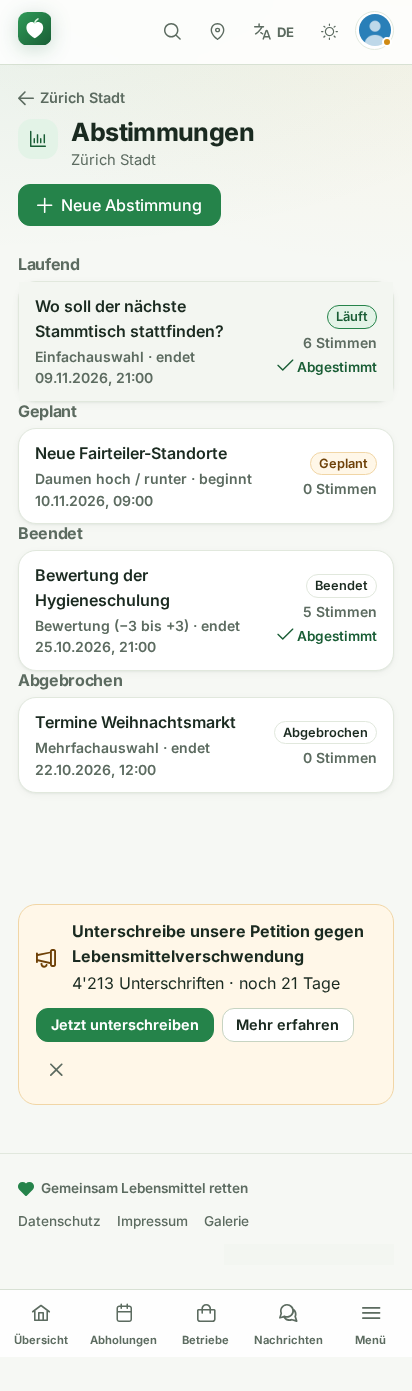 DE
Zürich Stadt
Abstimmungen
Zürich Stadt
Neue Abstimmung
Laufend
Wo soll der nächste
Stammtisch stattfinden?
Einfachauswahl · endet
09.11.2026, 21:00
Läuft
6 Stimmen
Abgestimmt
Geplant
Neue Fairteiler-Standorte
Daumen hoch / runter · beginnt
10.11.2026, 09:00
Geplant
0 Stimmen
Beendet
Bewertung der
Hygieneschulung
Bewertung (−3 bis +3) · endet
25.10.2026, 21:00
Beendet
5 Stimmen
Abgestimmt
Abgebrochen
Termine Weihnachtsmarkt
Mehrfachauswahl · endet
22.10.2026, 12:00
Abgebrochen
0 Stimmen
Unterschreibe unsere Petition gegen
Lebensmittelverschwendung
4'213 Unterschriften · noch 21 Tage
Jetzt unterschreiben
Mehr erfahren
Gemeinsam Lebensmittel retten
Datenschutz Impressum Galerie
Übersicht Abholungen Betriebe Nachrichten Menü